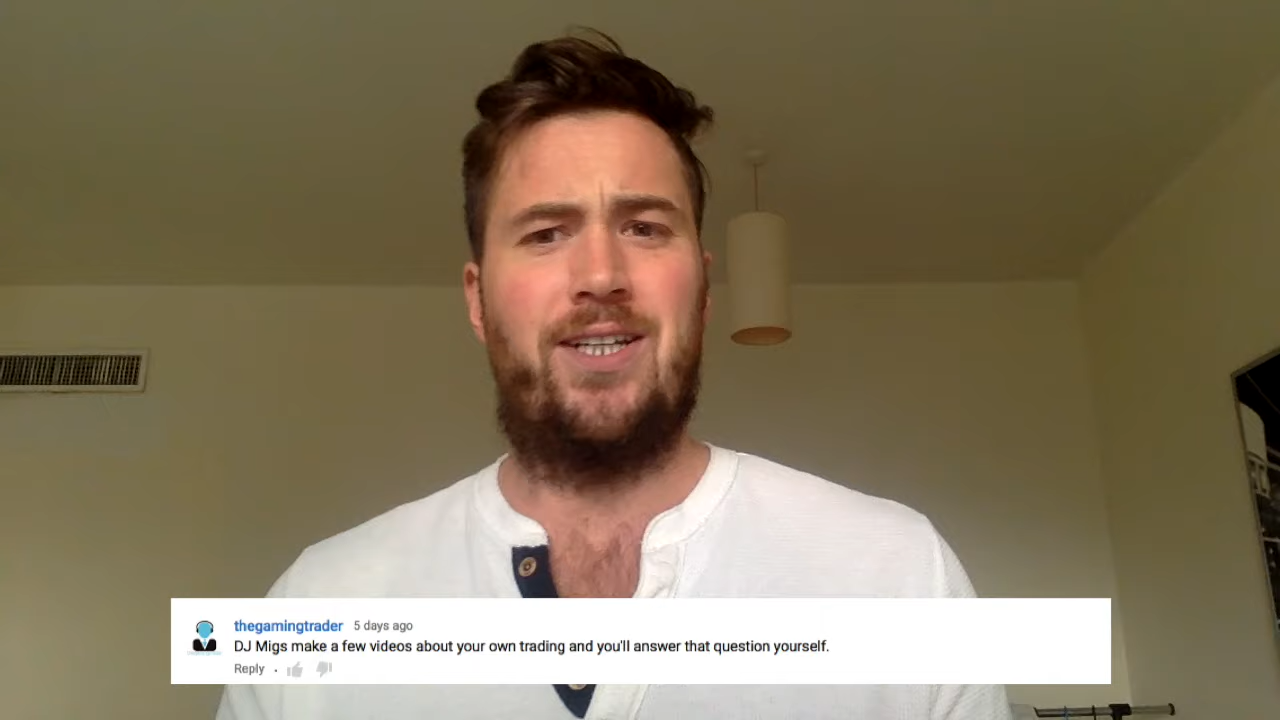 thegamingtrader 5 days ago
DJ Migs make a few videos about your own trading and you'll answer that question yourself.
Reply